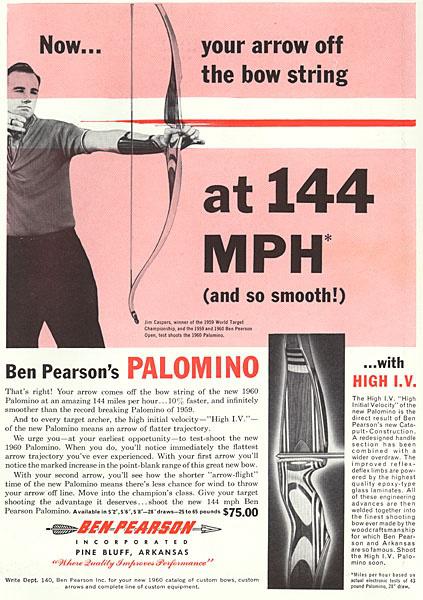 Now...
your arrow off
the bow string
at 144
MPH*
(and so smooth!)
Jim Caspers, winner of the 1959 World Target
Championship, and the 1959 and 1960 Ben Pearson
Open, test shoots the 1960 Palomino.
Ben Pearson's PALOMINO
That's right! Your arrow comes off the bow string of the new 1960
Palomino at an amazing 144 miles per hour...10% faster, and infinitely
smoother than the record breaking Palomino of 1959.
And to every target archer, the high initial velocity—"High I.V."—
of the new Palomino means an arrow of flatter trajectory.
We urge you—at your earliest opportunity—to test-shoot the new
1960 Palomino. When you do, you'll notice immediately the flattest
arrow trajectory you've ever experienced. With your first arrow you'll
notice the marked increase in the point-blank range of this great new bow.
With your second arrow, you'll see how the shorter "arrow-flight"
time of the new Palomino means there's less chance for wind to throw
your arrow off line. Move into the champion's class. Give your target
shooting the advantage it deserves...shoot the new 144 mph Ben
Pearson Palomino. Available in 5'2", 5'6", 5'8"—28" draws—25 to 65 pounds $75.00
BEN PEARSON
INCORPORATED
PINE BLUFF, ARKANSAS
"Where Quality Improves Performance"
Write Dept. 140, Ben Pearson Inc. for your new 1960 catalog of custom bows, custom
arrows and complete line of custom equipment.
...with
HIGH I.V.
The High I.V. "High
Initial Velocity" of the
new Palomino is the
direct result of Ben
Pearson's new Cata-
pult-Construction.
A redesigned handle
section has been
combined with a
wider overdraw. The
improved reflex-
deflex limbs are pow-
ered by the highest
quality epoxy-type
glass laminates. All
of these engineering
advances are then
welded together into
the finest shooting
bow ever made by the
woodcraftsmanship
for which Ben Pear-
son and Arkansas
are so famous. Shoot
the High I.V. Palo-
mino soon.
*Miles per hour based on
actual electronic tests of 43
pound Palomino, 28" draw.